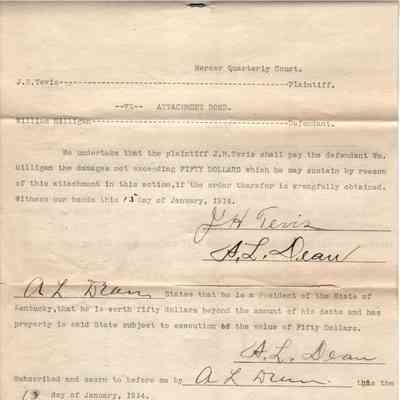 Mercer Quarterly Court.
J.H.Tevis---Plaintiff.
--VS-- ATTACHMENT BOND.
William Milligan---Defendant.
We undertake that the plaintiff J.H.Tevis shall pay the defendant Wm.
Milligan the damages not exceeding FIFTY DOLLARS which he may sustain by reason
of this attachment in this action,if the order therefor is wrongfully obtained.
Witness our hands this 15 day of January, 1914.
J H Tevis
A. L. Dean
A L Dean States that he is a resident of the State of
Kentucky,that he is worth fifty dollars beyond the amount of his debts and has
property in said State subject to execution of the value of Fifty Dollars.
A. L. Dean
Subscribed and sworn to before me by A L Dean this the
day of January, 1914.